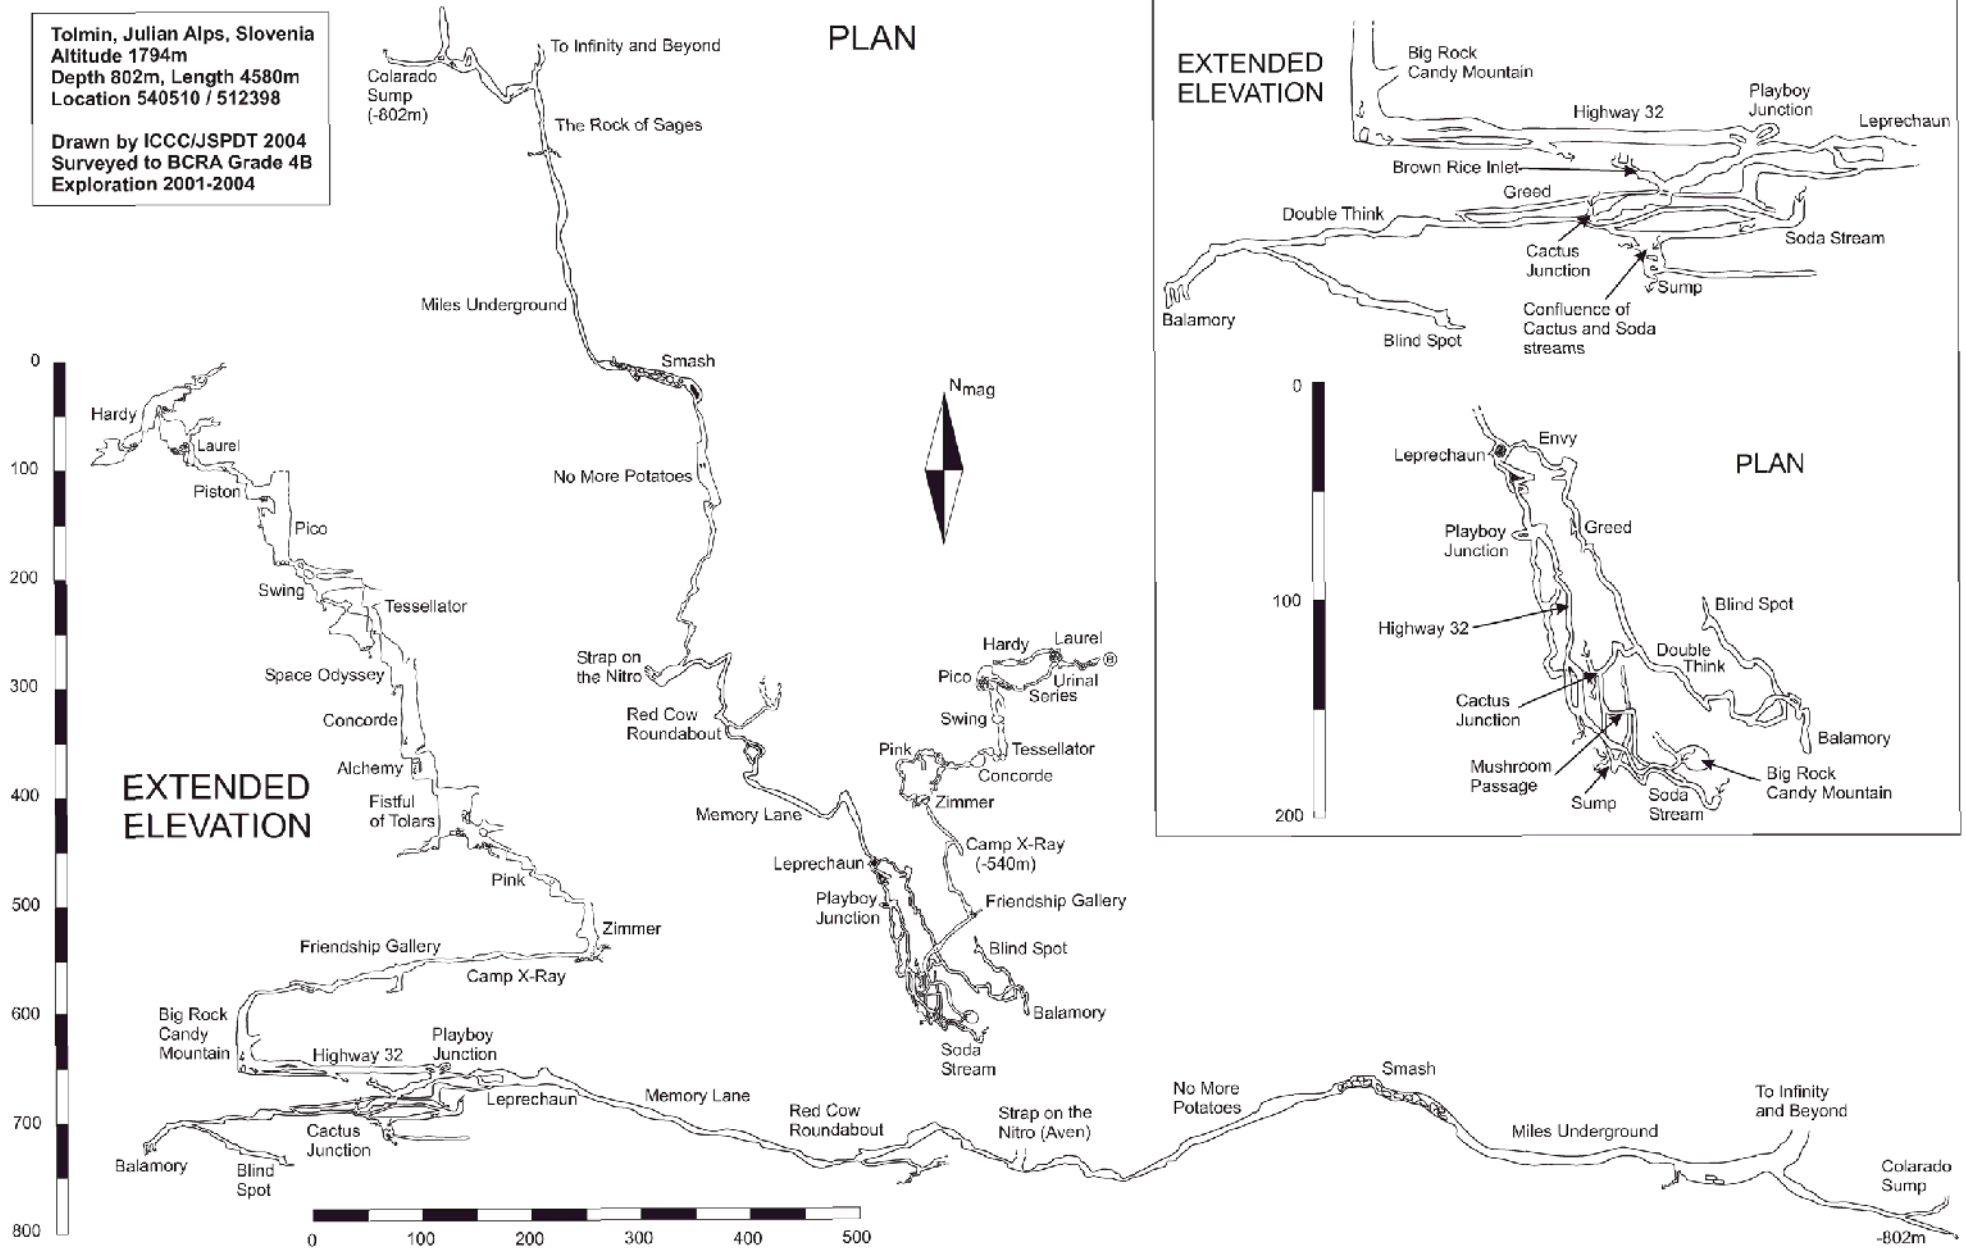 Tolmin, Julian Alps, Slovenia
Altitude 1794m
Depth 802m, Length 4580m
Location 540510 / 512398
Drawn by ICCC/JSPDT 2004
Surveyed to BCRA Grade 4B
Exploration 2001-2004
PLAN
To Infinity and Beyond
Colarado
Sump
(-802m)
The Rock of Sages
Miles Underground
Smash
No More Potatoes
Strap on
the Nitro
Red Cow
Roundabout
Memory Lane
Leprechaun
Playboy
Junction
Nmag
Hardy
Laurel
B
Pico
Urinal
Series
Swing
Pink
Tessellator
Concorde
Zimmer
Camp X-Ray
(-540m)
Friendship Gallery
Blind Spot
Balamory
Soda
Stream
0
100
200
300
400
500
600
700
800
Hardy
Laurel
Piston
Pico
Swing
Tessellator
Space Odyssey
Concorde
Alchemy
EXTENDED
ELEVATION
Fistful
of Tolars
Pink
Zimmer
Friendship Gallery
Camp X-Ray
Big Rock
Candy
Mountain
Highway 32
Playboy
Junction
Leprechaun
Cactus
Junction
Balamory
Blind
Spot
Memory Lane
Red Cow
Roundabout
Strap on the
Nitro (Aven)
No More
Potatoes
Smash
Miles Underground
To Infinity
and Beyond
Colarado
Sump
-802m
0
100
200
300
400
500
EXTENDED
ELEVATION
Big Rock
Candy Mountain
Highway 32
Playboy
Junction
Leprechaun
Brown Rice Inlet
Greed
Double Think
Cactus
Junction
Soda Stream
Sump
Confluence of
Cactus and Soda
streams
Balamory
Blind Spot
0
100
200
PLAN
Envy
Leprechaun
Playboy
Junction
Greed
Highway 32
Blind Spot
Double
Think
Cactus
Junction
Balamory
Mushroom
Passage
Sump
Soda
Stream
Big Rock
Candy Mountain